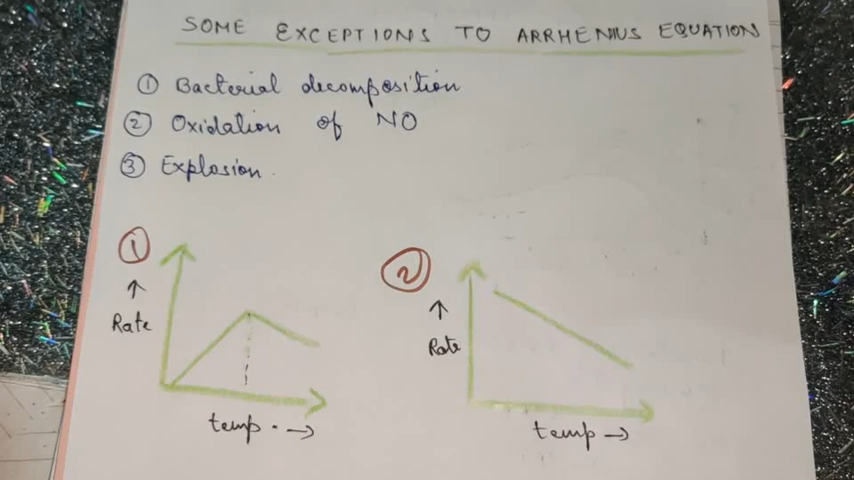 SOME EXCEPTIONS TO ARRHENIUS EQUATION
① Bacterial decomposition
② Oxidation of NO
③ Explosion.
①
↑
Rate
temp. →
②
↑
Rate
temp →